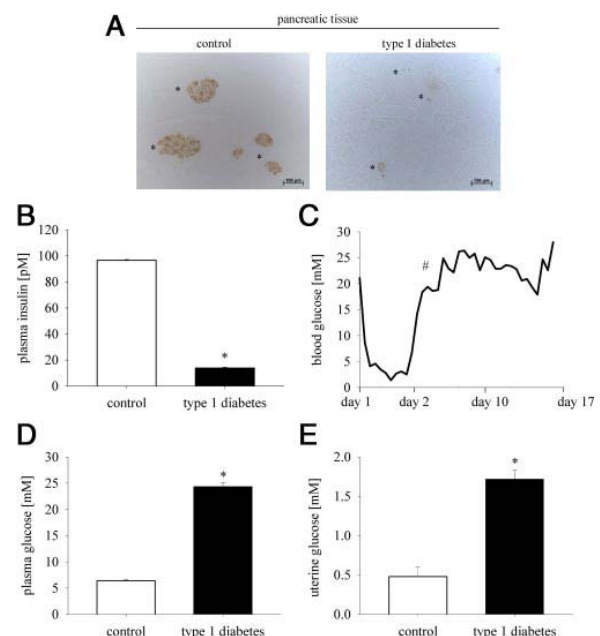 A
pancreatic tissue
control
type 1 diabetes
*
*
*
*
*
*
B
C
plasma insulin [pM]
120
100
80
60
40
20
0
*
control
type 1 diabetes
blood glucose [mM]
30
25
20
15
10
5
0
#
day 1
day 2
day 10
day 17
D
E
plasma glucose [mM]
30
25
20
15
10
5
0
*
control
type 1 diabetes
uterine glucose [mM]
2.0
1.5
1.0
0.5
0.0
*
control
type 1 diabetes